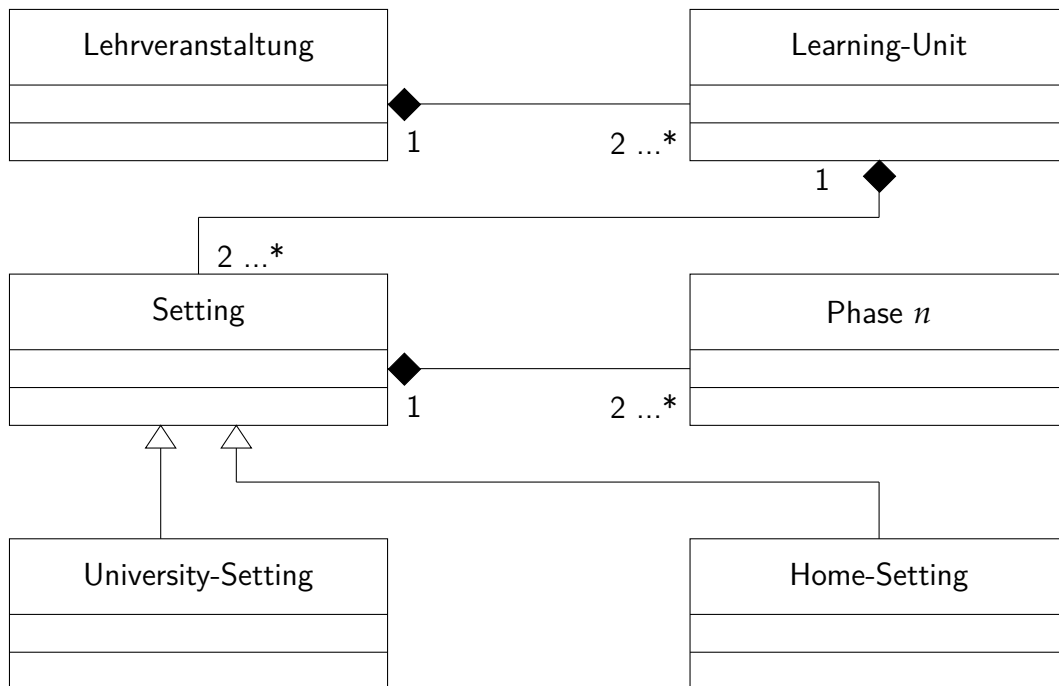 Lehrveranstaltung
Learning-Unit
1
2 ...*
1
2 ...*
Setting
Phase n
1
2 ...*
University-Setting
Home-Setting